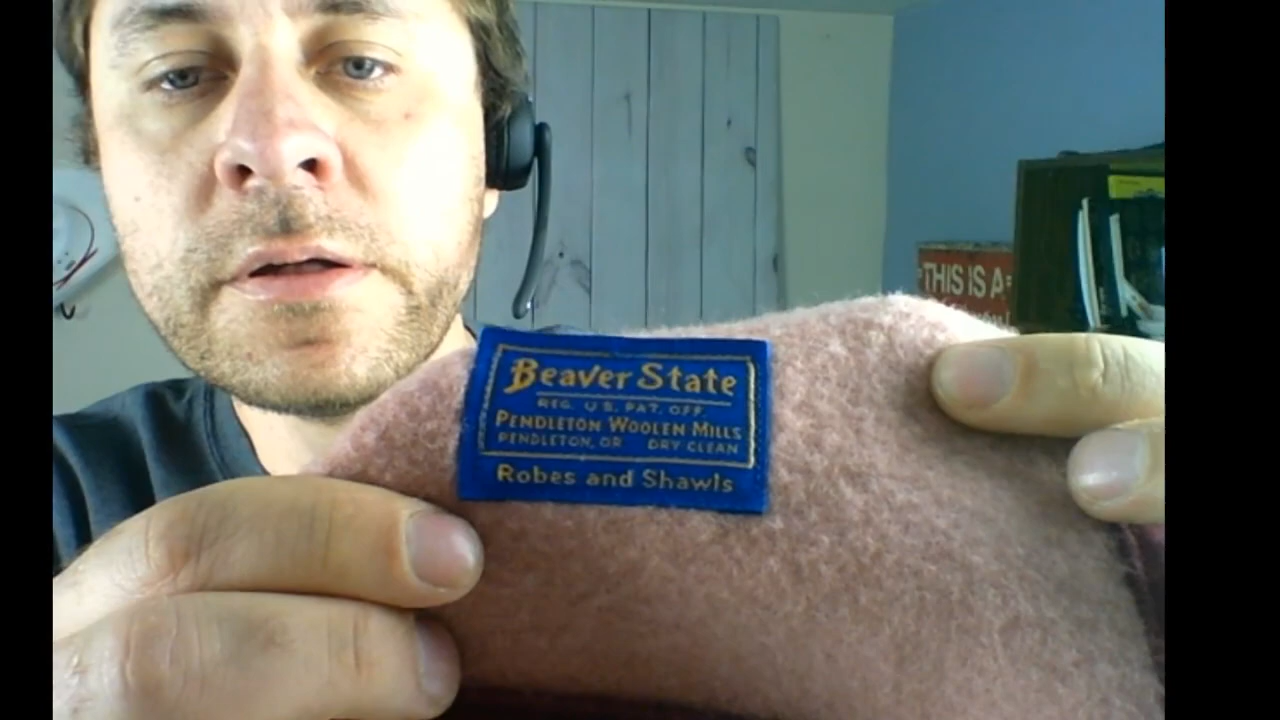 THIS IS A
Beaver State
REG. U.S. PAT. OFF.
PENDLETON WOOLEN MILLS
PENDLETON, OR DRY CLEAN
Robes and Shawls